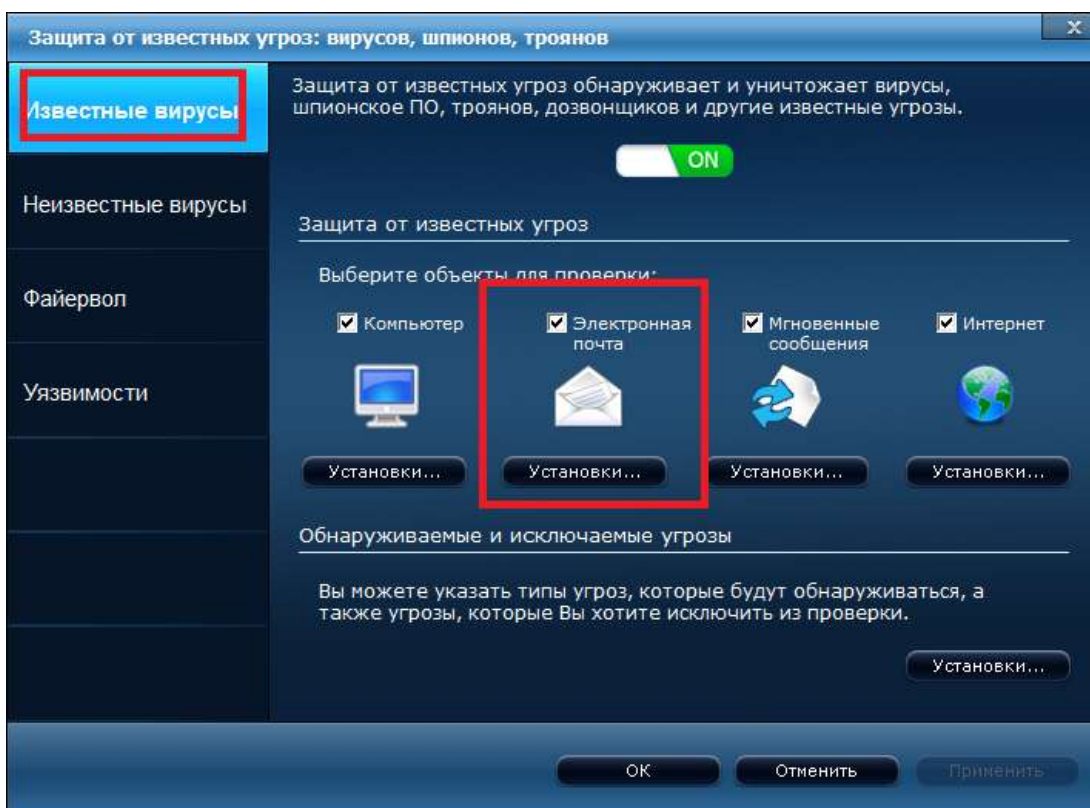 Защита от известных угроз: вирусов, шпионов, троянов
x
Известные вирусы
Неизвестные вирусы
Файервол
Уязвимости
Защита от известных угроз обнаруживает и уничтожает вирусы,
шпионское ПО, троянов, дозвонщиков и другие известные угрозы.
ON
Защита от известных угроз
Выберите объекты для проверки:
Компьютер
Электронная
почта
Мгновенные
сообщения
Интернет
Установки...
Установки...
Установки...
Установки...
Обнаруживаемые и исключаемые угрозы
Вы можете указать типы угроз, которые будут обнаруживаться, а
также угрозы, которые Вы хотите исключить из проверки.
Установки...
ОК
Отменить
Применить